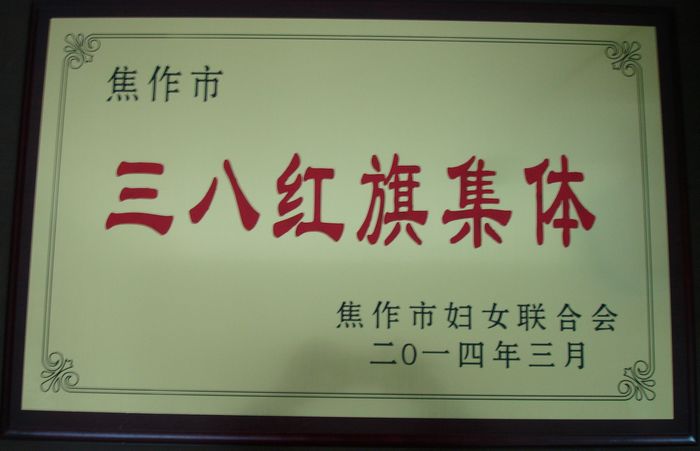 焦作市
三八红旗集体
焦作市妇女联合会
二〇一四年三月